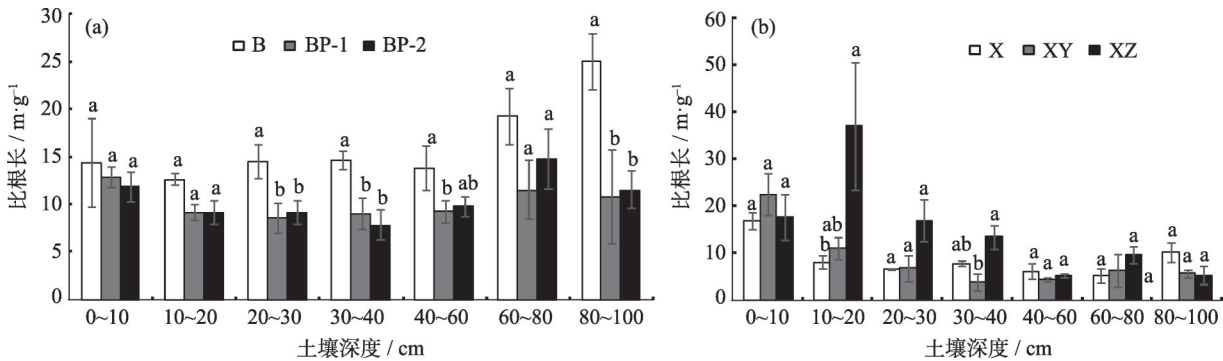 (a)
B BP-1 BP-2
比根长 / m·g⁻¹
30
25
20
15
10
5
0
a a a
a a a
a b b
a b b
a b ab
a a a
a b b
0~10 10~20 20~30 30~40 40~60 60~80 80~100
土壤深度 / cm
(b)
X XY XZ
比根长 / m·g⁻¹
60
50
40
30
20
10
0
a a a
b ab a
a a a
ab b a
a a a
a a a a
a a a
0~10 10~20 20~30 30~40 40~60 60~80 80~100
土壤深度 / cm